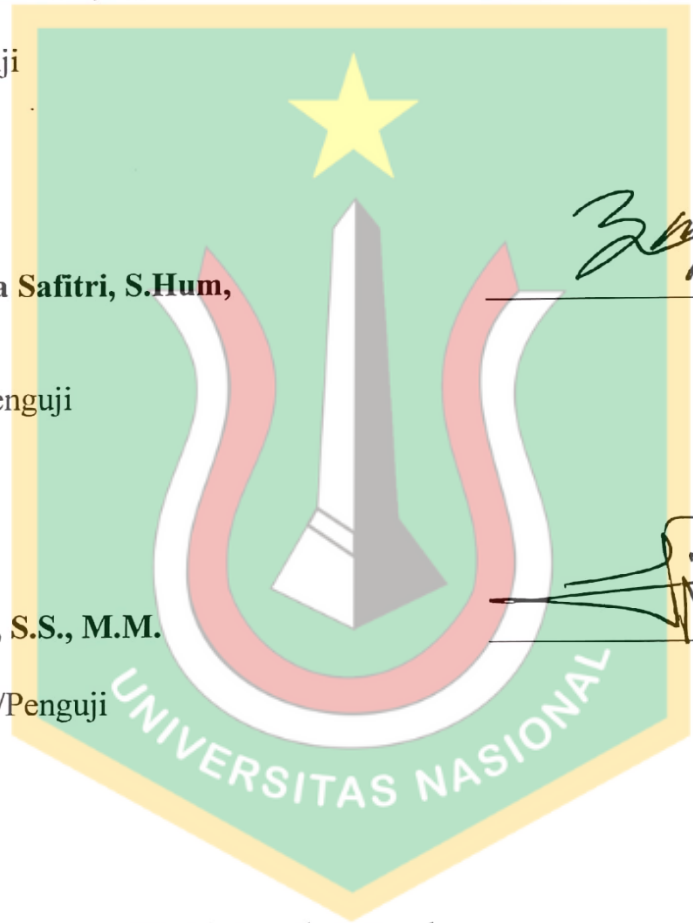 ji
a Safitri, S.Hum,
enguji
, S.S., M.M.
/Penguji
UNIVERSITAS NASIONAL